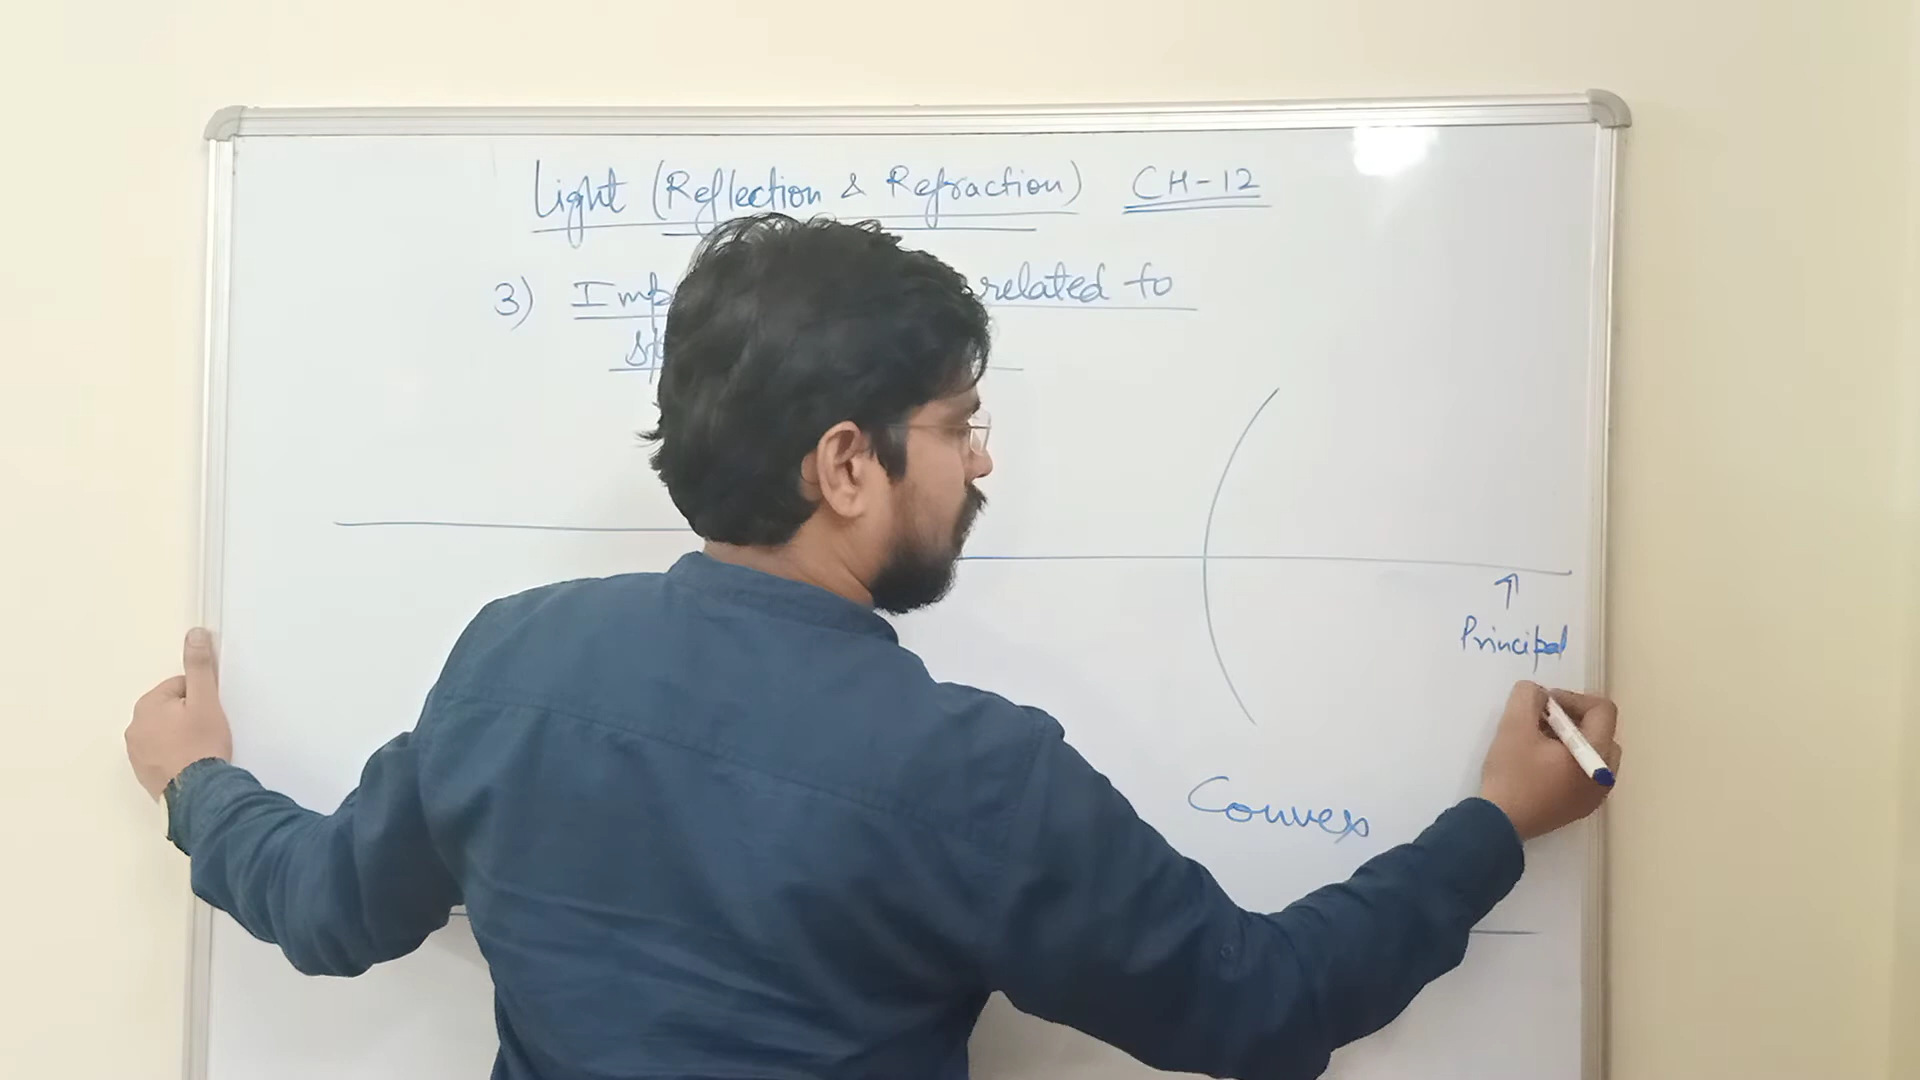 Light (Reflection & Refraction) CH-12
3) Imp related to
Principal
Convex